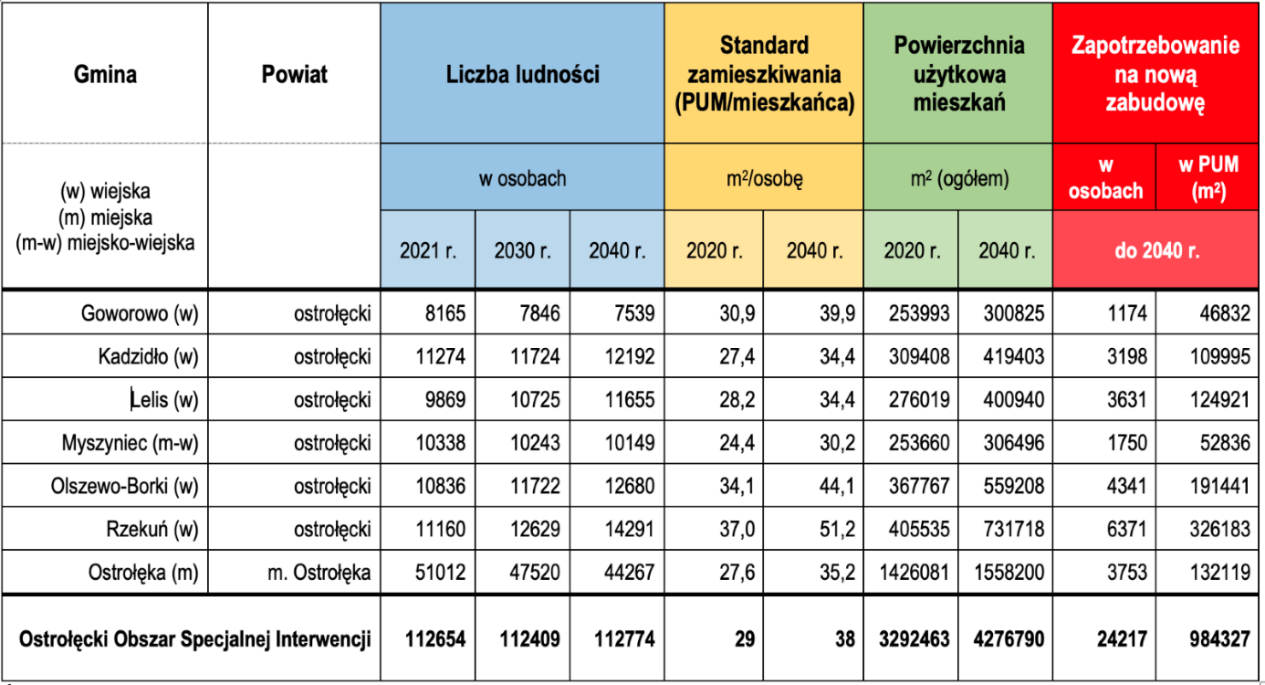 Gmina Powiat Liczba ludności Standard zamieszkiwania (PUM/mieszkańca) Powierzchnia użytkowa mieszkań Zapotrzebowanie na nową zabudowę
(w) wiejska
(m) miejska
(m-w) miejsko-wiejska
w osobach m²/osobę m² (ogółem) w osobach w PUM (m²)
2021 r. 2030 r. 2040 r. 2020 r. 2040 r. 2020 r. 2040 r. do 2040 r.
Goworowo (w) ostrołęcki 8165 7846 7539 30,9 39,9 253993 300825 1174 46832
Kadzidło (w) ostrołęcki 11274 11724 12192 27,4 34,4 309408 419403 3198 109995
Lelis (w) ostrołęcki 9869 10725 11655 28,2 34,4 276019 400940 3631 124921
Myszyniec (m-w) ostrołęcki 10338 10243 10149 24,4 30,2 253660 306496 1750 52836
Olszewo-Borki (w) ostrołęcki 10836 11722 12680 34,1 44,1 367767 559208 4341 191441
Rzekuń (w) ostrołęcki 11160 12629 14291 37,0 51,2 405535 731718 6371 326183
Ostrołęka (m) m. Ostrołęka 51012 47520 44267 27,6 35,2 1426081 1558200 3753 132119
Ostrołęcki Obszar Specjalnej Interwencji 112654 112409 112774 29 38 3292463 4276790 24217 984327